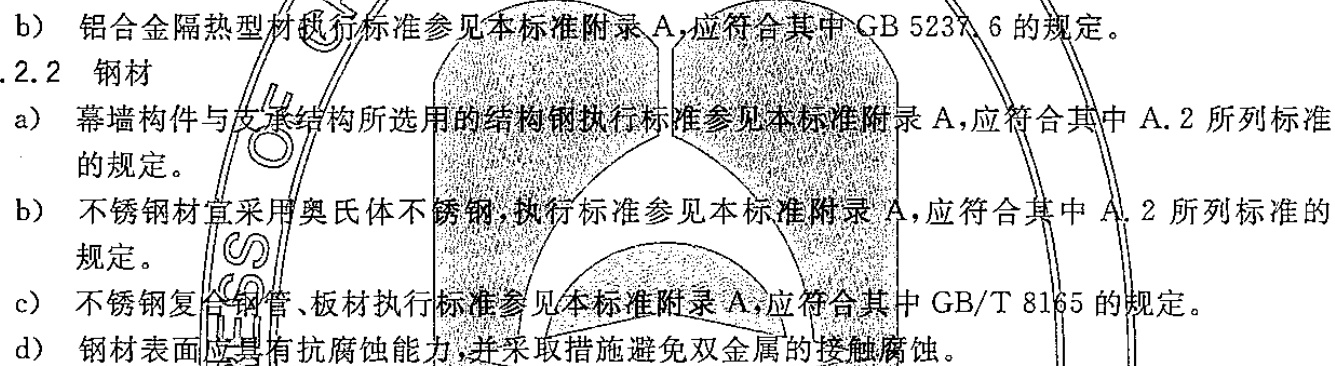 b) 铝合金隔热型材执行标准参见本标准附录 A,应符合其中 GB 5237.6 的规定。
.2.2 钢材
a) 幕墙构件与支承结构所选用的结构钢执行标准参见本标准附录 A,应符合其中 A.2 所列标准
的规定。
b) 不锈钢材宜采用奥氏体不锈钢,执行标准参见本标准附录 A,应符合其中 A.2 所列标准的
规定。
c) 不锈钢复合钢管、板材执行标准参见本标准附录 A,应符合其中 GB/T 8165 的规定。
d) 钢材表面应具有抗腐蚀能力,并采取措施避免双金属的接触腐蚀。